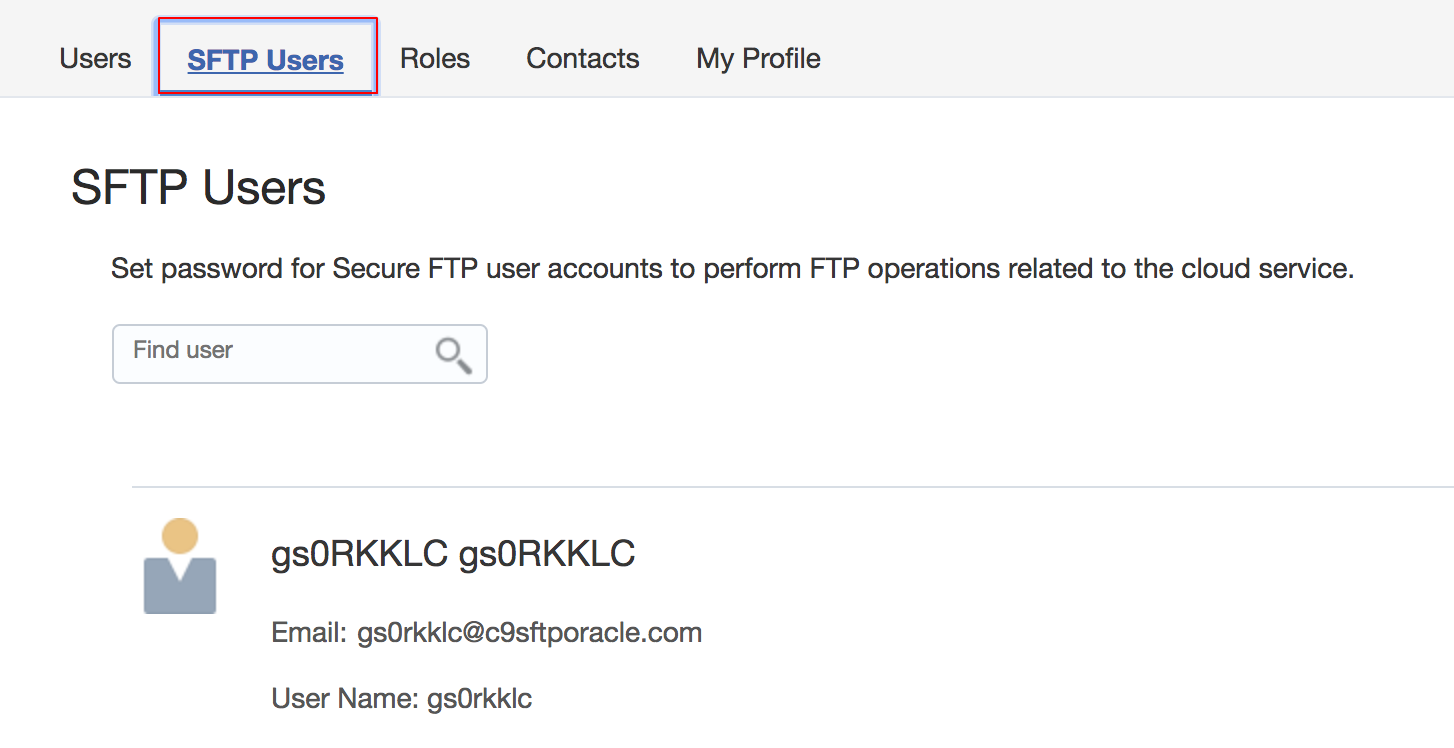 Users SFTP Users Roles Contacts My Profile
SFTP Users
Set password for Secure FTP user accounts to perform FTP operations related to the cloud service.
Find user
gs0RKKLC gs0RKKLC
Email: gs0rkklc@c9sftporacle.com
User Name: gs0rkklc